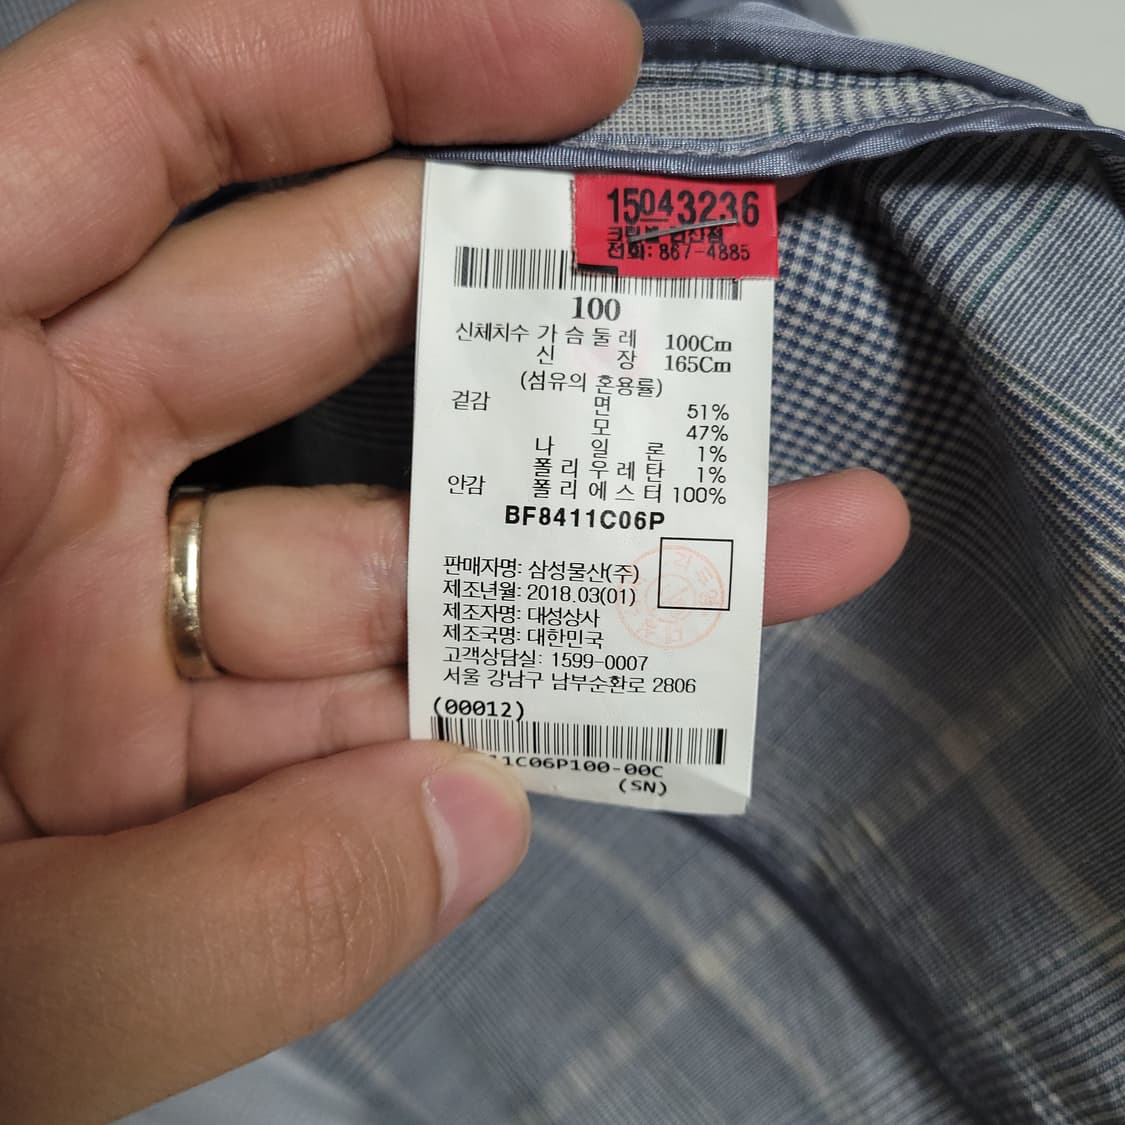 15043236
전화: 867-4885
100
신체치수 가슴둘레 100Cm
신장 165Cm
(섬유의 혼용률)
겉감 면 51%
모 47%
나일론 1%
폴리우레탄 1%
안감 폴리에스터 100%
BF8411C06P
판매자명: 삼성물산(주)
제조년월: 2018.03(01)
제조자명: 대성상사
제조국명: 대한민국
고객상담실: 1599-0007
서울 강남구 남부순환로 2806
(00012)
11C06P100-00C
(SN)